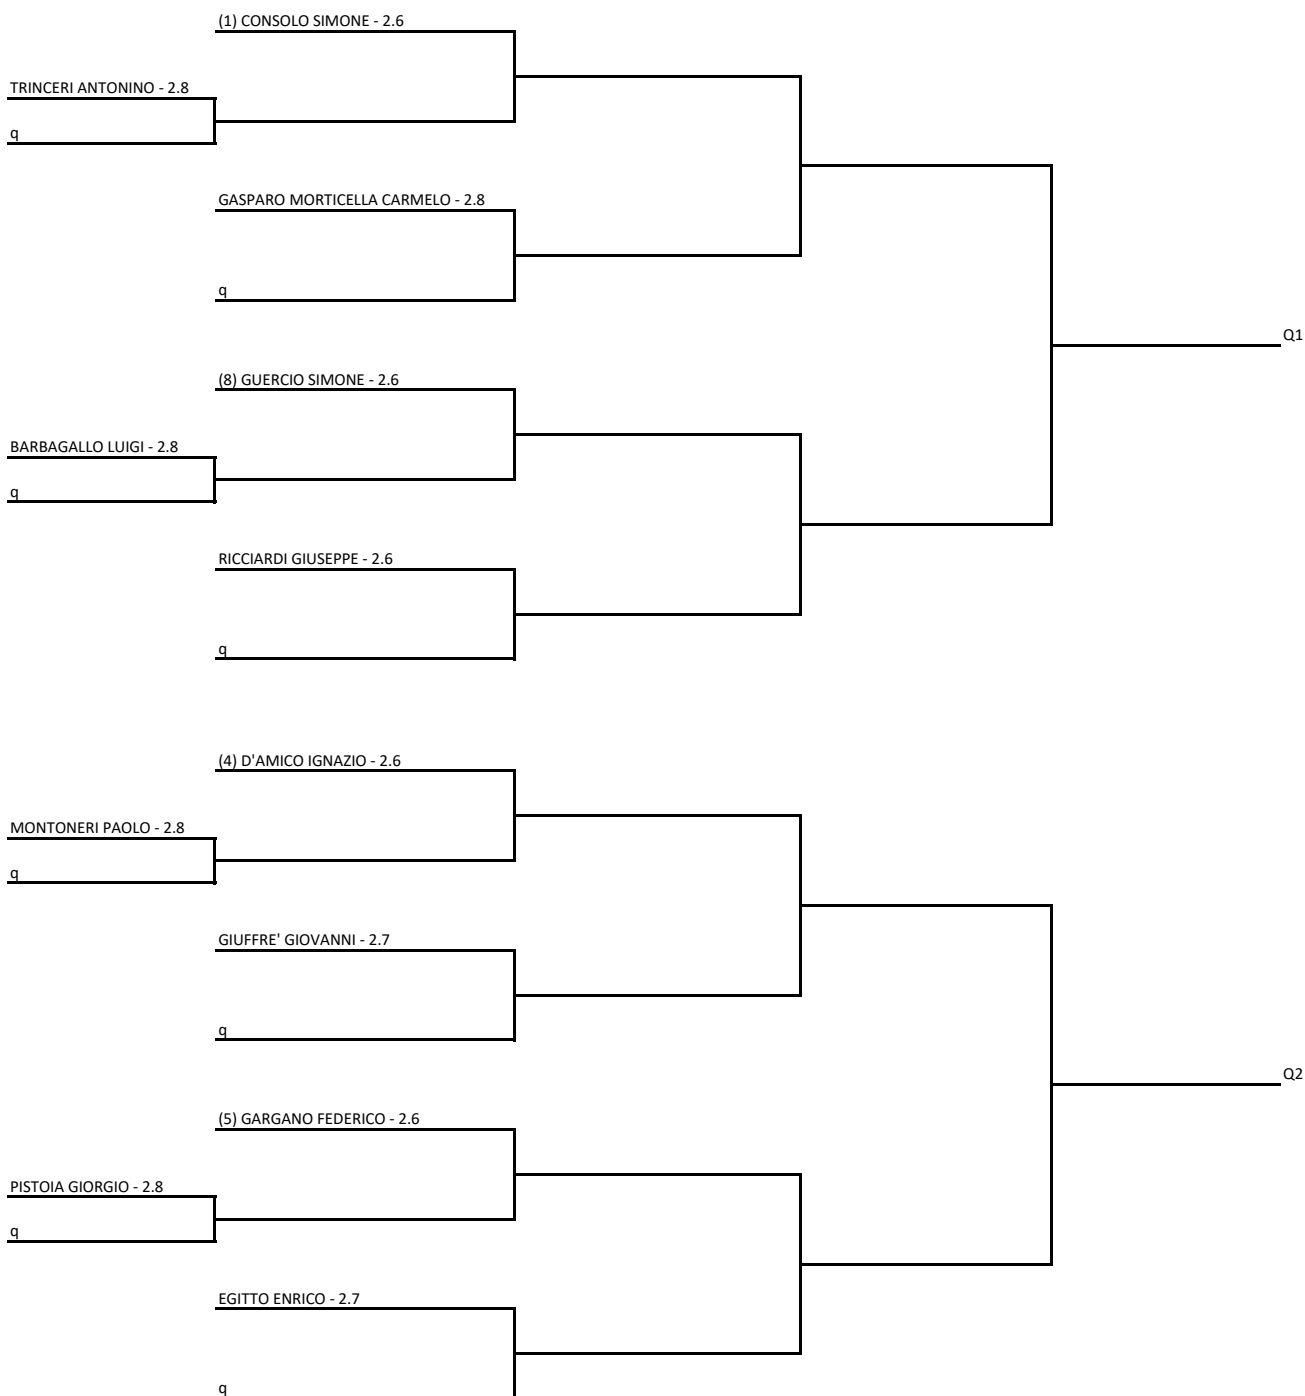 (1) CONSOLO SIMONE - 2.6
TRINCERI ANTONINO - 2.8
q
GASPARO MORTICELLA CARMELO - 2.8
q
Q1
(8) GUERCIO SIMONE - 2.6
BARBAGALLO LUIGI - 2.8
q
RICCIARDI GIUSEPPE - 2.6
q
(4) D'AMICO IGNAZIO - 2.6
MONTONERI PAOLO - 2.8
q
GIUFFRE' GIOVANNI - 2.7
q
Q2
(5) GARGANO FEDERICO - 2.6
PISTOIA GIORGIO - 2.8
q
EGITTO ENRICO - 2.7
q